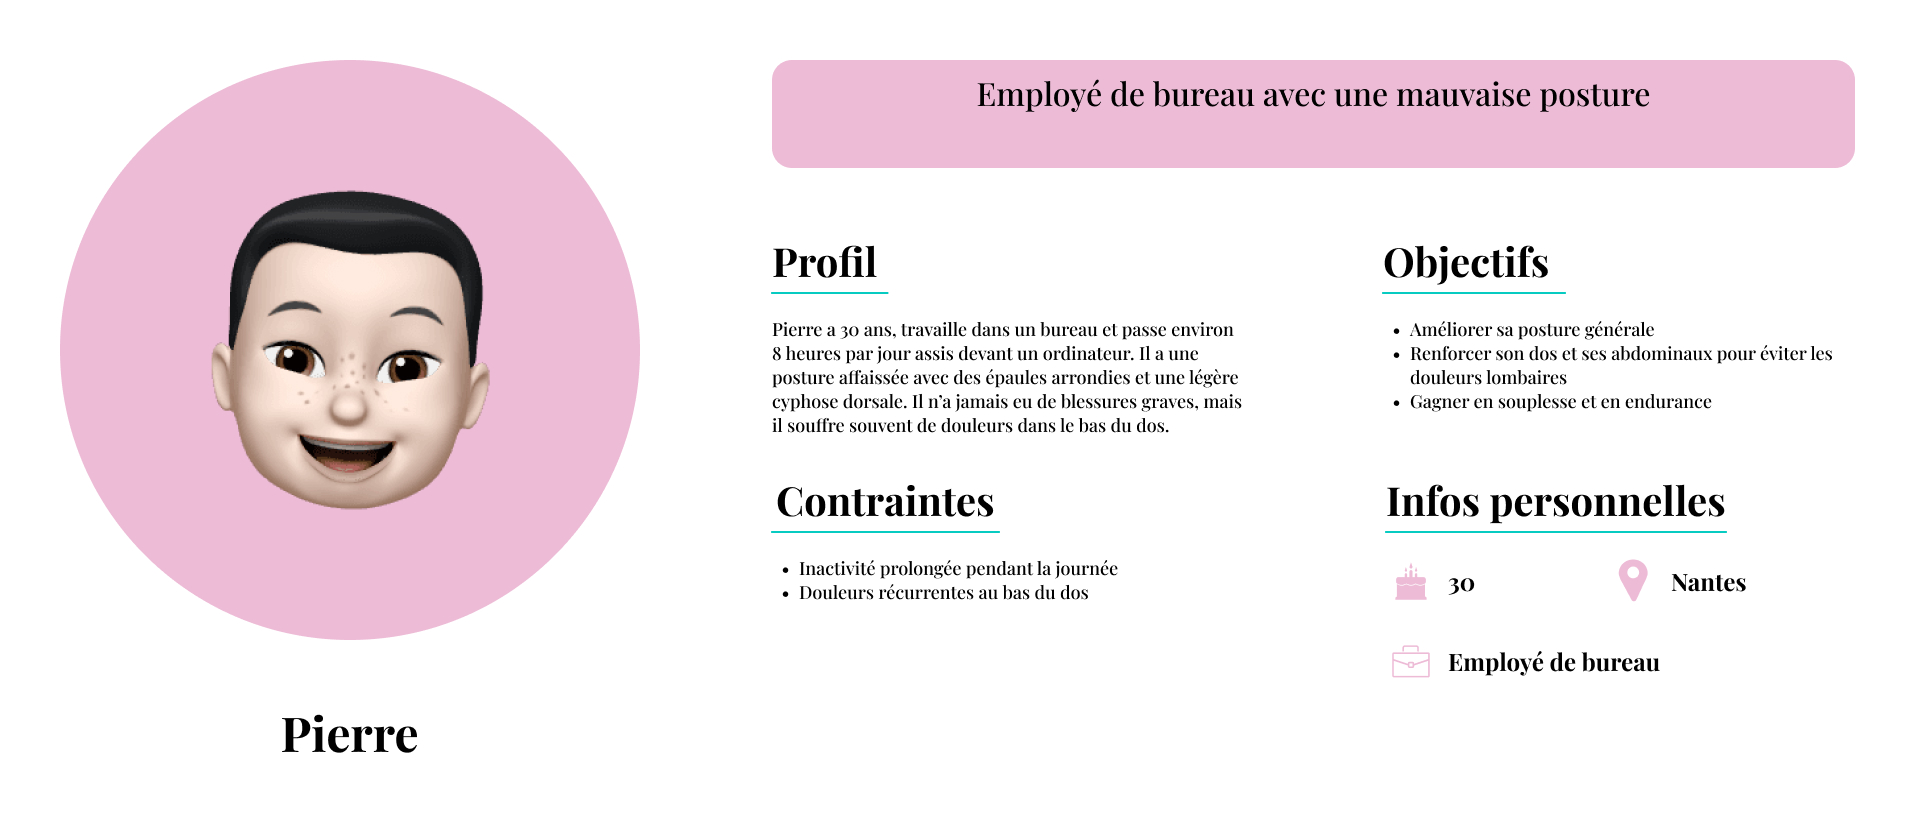 Employé de bureau avec une mauvaise posture
Profil
Pierre a 30 ans, travaille dans un bureau et passe environ
8 heures par jour assis devant un ordinateur. Il a une
posture affaissée avec des épaules arrondies et une légère
cyphose dorsale. Il n’a jamais eu de blessures graves, mais
il souffre souvent de douleurs dans le bas du dos.
Objectifs
• Améliorer sa posture générale
• Renforcer son dos et ses abdominaux pour éviter les
douleurs lombaires
• Gagner en souplesse et en endurance
Contraintes
• Inactivité prolongée pendant la journée
• Douleurs récurrentes au bas du dos
Infos personnelles
30
Nantes
Employé de bureau
Pierre